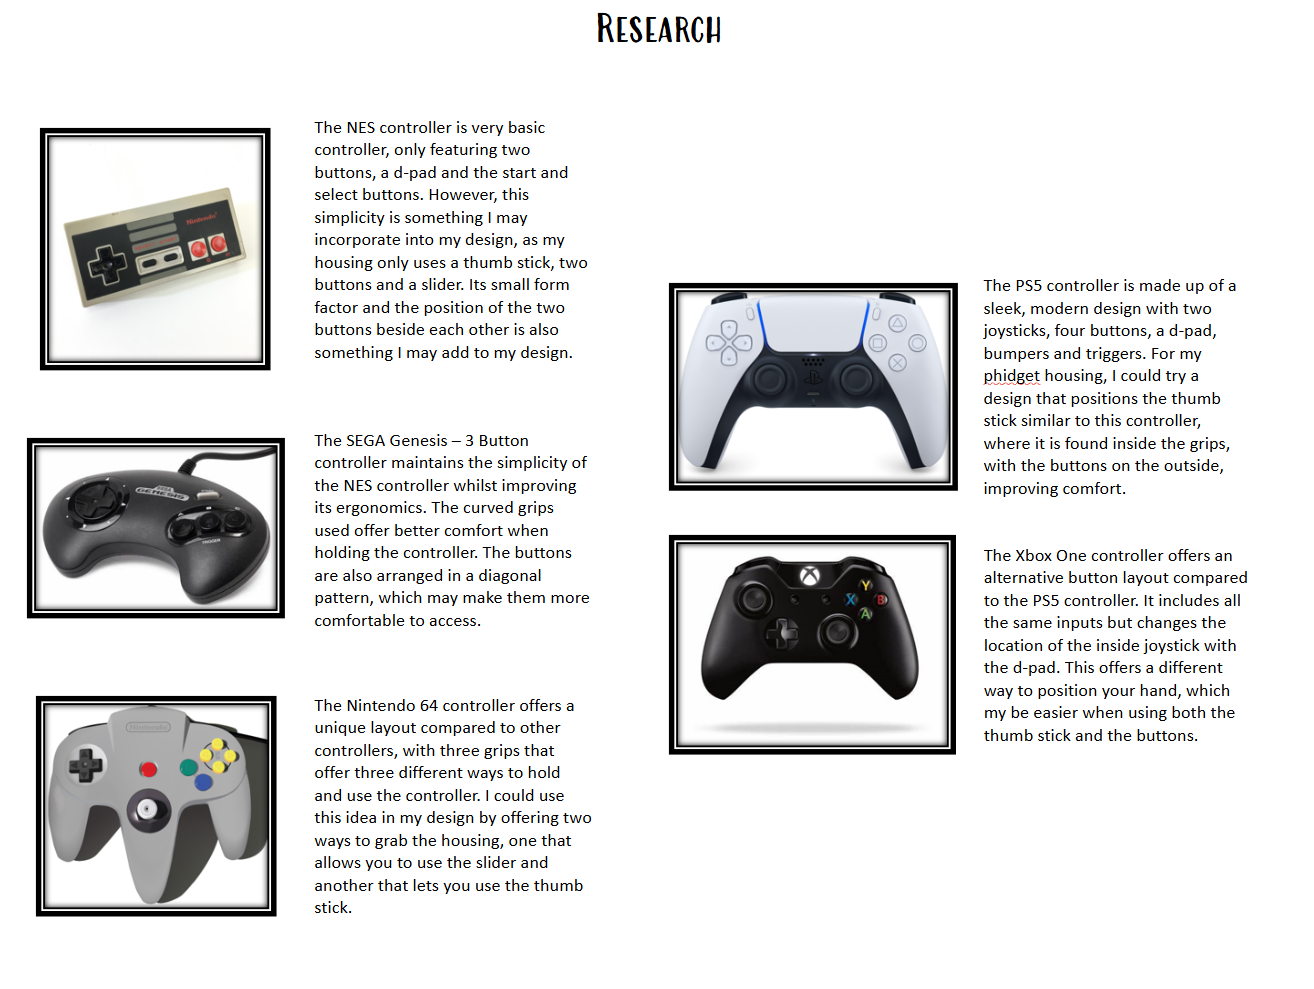 RESEARCH
The NES controller is very basic
controller, only featuring two
buttons, a d-pad and the start and
select buttons. However, this
simplicity is something I may
incorporate into my design, as my
housing only uses a thumb stick, two
buttons and a slider. Its small form
factor and the position of the two
buttons beside each other is also
something I may add to my design.
Nintendo
The SEGA Genesis – 3 Button
controller maintains the simplicity of
the NES controller whilst improving
its ergonomics. The curved grips
used offer better comfort when
holding the controller. The buttons
are also arranged in a diagonal
pattern, which may make them more
comfortable to access.
GENESIS
TRIGGER
The Nintendo 64 controller offers a
unique layout compared to other
controllers, with three grips that
offer three different ways to hold
and use the controller. I could use
this idea in my design by offering two
ways to grab the housing, one that
allows you to use the slider and
another that lets you use the thumb
stick.
Nintendo
The PS5 controller is made up of a
sleek, modern design with two
joysticks, four buttons, a d-pad,
bumpers and triggers. For my
phidget housing, I could try a
design that positions the thumb
stick similar to this controller,
where it is found inside the grips,
with the buttons on the outside,
improving comfort.
The Xbox One controller offers an
alternative button layout compared
to the PS5 controller. It includes all
the same inputs but changes the
location of the inside joystick with
the d-pad. This offers a different
way to position your hand, which
my be easier when using both the
thumb stick and the buttons.
Y
X B
A